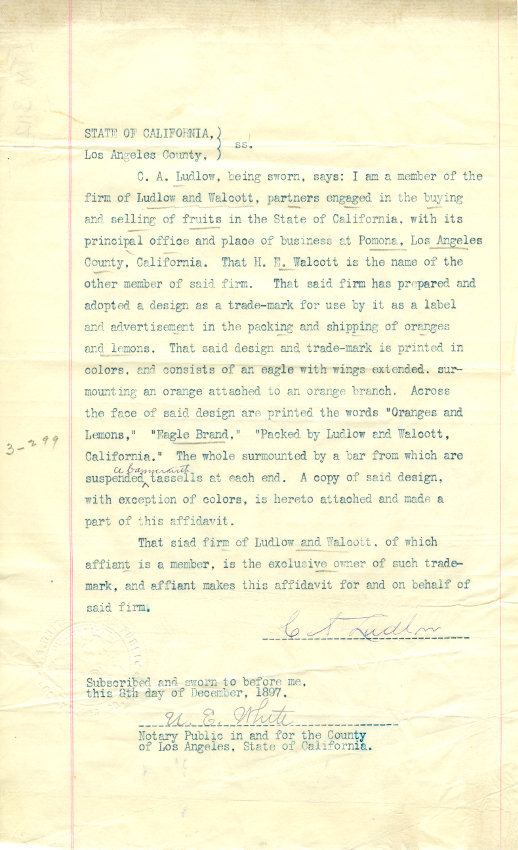 STATE OF CALIFORNIA,)
ss.
Los Angeles County, )
C. A. Ludlow, being sworn, says: I am a member of the
firm of Ludlow and Walcott, partners engaged in the buying
and selling of fruits in the State of California, with its
principal office and place of business at Pomona, Los Angeles
County, California. That H. E. Walcott is the name of the
other member of said firm. That said firm has prepared and
adopted a design as a trade-mark for use by it as a label
and advertisement in the packing and shipping of oranges
and lemons. That said design and trade-mark is printed in
colors, and consists of an eagle with wings extended, sur-
mounting an orange attached to an orange branch. Across
the face of said design are printed the words "Oranges and
3-299
Lemons," "Eagle Brand," "Packed by Ludlow and Walcott,
California." The whole surmounted by a bar from which are
suspended tassells at each end. A copy of said design,
with exception of colors, is hereto attached and made a
part of this affidavit.
That siad firm of Ludlow and Walcott, of which
affiant is a member, is the exclusive owner of such trade-
mark, and affiant makes this affidavit for and on behalf of
said firm.
C A Ludlow
Subscribed and sworn to before me,
this 8th day of December, 1897.
U. E. White
Notary Public in and for the County
of Los Angeles, State of California.